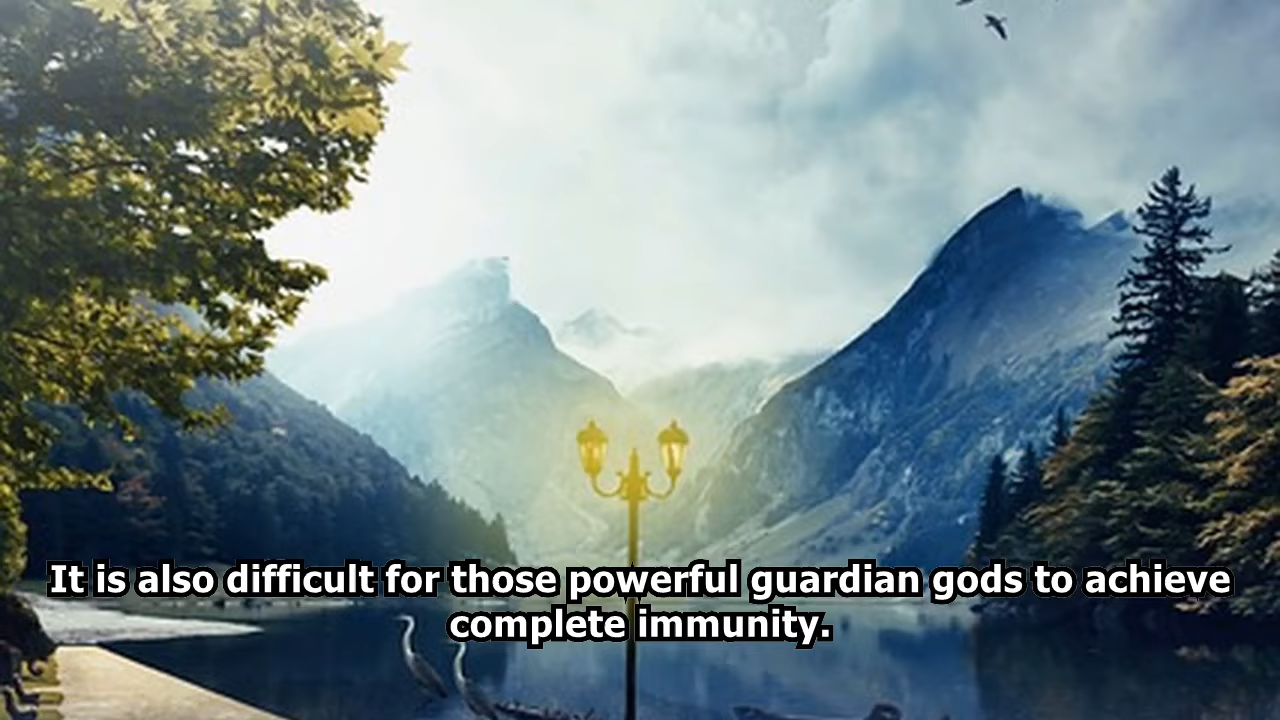 It is also difficult for those powerful guardian gods to achieve
complete immunity.